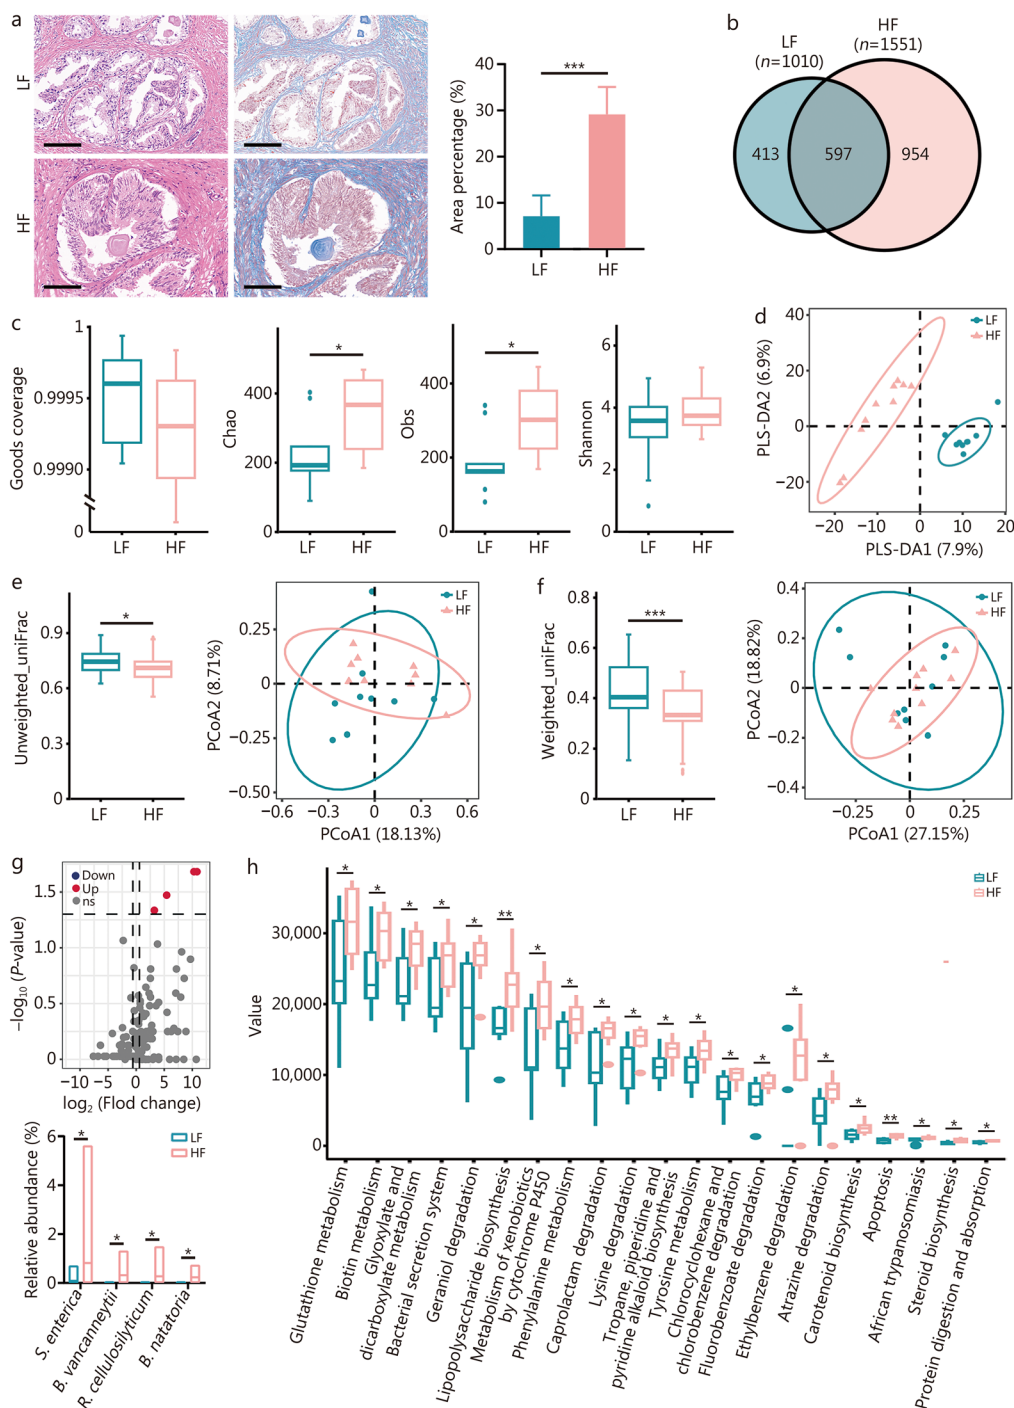 a
LF
HF
Area percentage (%)
40
30
20
10
0
***
LF
HF
b
LF
(n=1010)
HF
(n=1551)
413
597
954
c
Goods coverage
1
0.9995
0.9990
0
LF
HF
Chao
400
200
0
*
LF
HF
Obs
400
200
0
*
LF
HF
Shannon
6
4
2
0
LF
HF
d
PLS-DA2 (6.9%)
40
20
0
−20
LF
HF
−20
−10
0
10
20
PLS-DA1 (7.9%)
e
Unweighted_uniFrac
0.9
0.6
0.3
0
*
LF
HF
PCoA2 (8.71%)
0.25
0
−0.25
−0.50
LF
HF
−0.6
−0.3
0
0.3
0.6
PCoA1 (18.13%)
f
Weighted_uniFrac
0.8
0.6
0.4
0.2
0
***
LF
HF
PCoA2 (18.82%)
0.4
0.2
0
−0.2
−0.4
LF
HF
−0.25
0
0.25
PCoA1 (27.15%)
g
−log10 (P-value)
1.5
1.0
0.5
0
Down
Up
ns
−10
−5
0
5
10
log2 (Flod change)
Relative abundance (%)
6
4
2
0
LF
HF
*
*
*
*
S. enterica
B. vancanneytii
R. cellulosilyticum
B. natatoria
h
Value
30,000
20,000
10,000
0
LF
HF
*
*
*
*
*
**
*
*
*
*
*
*
*
*
*
*
*
**
*
*
*
Glutathione metabolism
Biotin metabolism
Glyoxylate and
dicarboxylate metabolism
Bacterial secretion system
Geraniol degradation
Lipopolysaccharide biosynthesis
Metabolism of xenobiotics
by cytochrome P450
Phenylalanine metabolism
Caprolactam degradation
Lysine degradation
Tropane, piperidine and
pyridine alkaloid biosynthesis
Tyrosine metabolism
Chlorocyclohexane and
chlorobenzene degradation
Fluorobenzoate degradation
Ethylbenzene degradation
Atrazine degradation
Carotenoid biosynthesis
Apoptosis
African trypanosomiasis
Steroid biosynthesis
Protein digestion and absorption